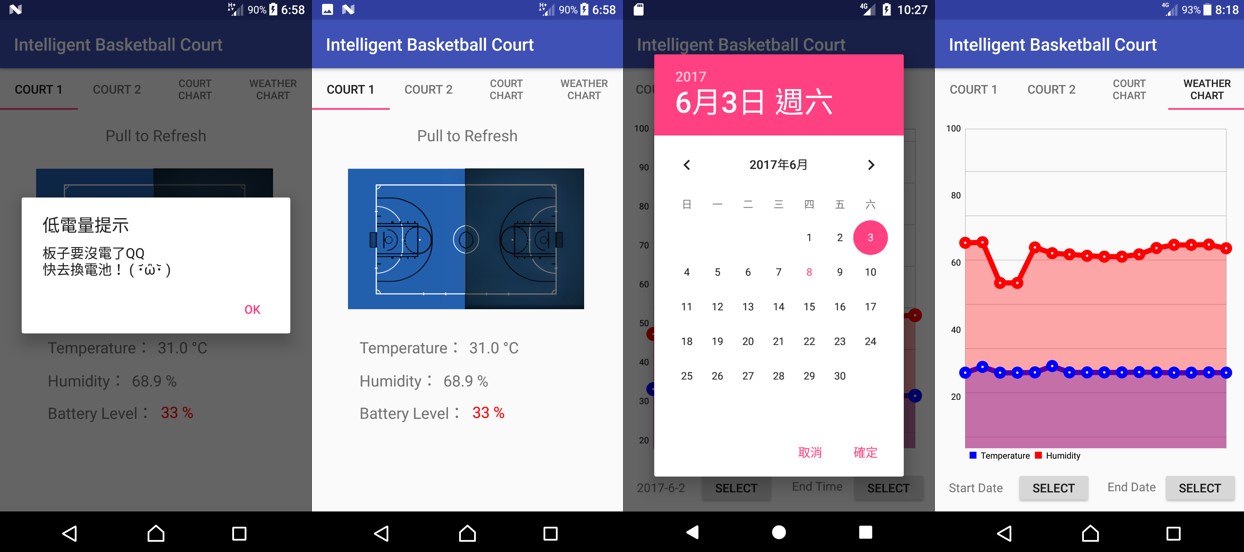 90% 6:58
Intelligent Basketball Court
COURT 1
COURT 2
COURT
CHART
WEATHER
CHART
Pull to Refresh
低電量提示
板子要沒電了QQ
OK
Temperature： 31.0 °C
Humidity： 68.9 %
Battery Level： 33 %
90% 6:58
Intelligent Basketball Court
COURT 1
COURT 2
COURT
CHART
WEATHER
CHART
Pull to Refresh
Temperature： 31.0 °C
Humidity： 68.9 %
Battery Level： 33 %
4G 10:27
Intelligent Basketball Court
2017
6月3日 週六
2017年6月
日 一 二 三 四 五 六
1 2 3
4 5 6 7 8 9 10
11 12 13 14 15 16 17
18 19 20 21 22 23 24
25 26 27 28 29 30
取消 確定
100
90
80
70
60
50
40
30
20
2017-6-2 SELECT End Time SELECT
4G 93% 8:18
Intelligent Basketball Court
COURT 1
COURT 2
COURT
CHART
WEATHER
CHART
100
80
60
40
20
Temperature Humidity
Start Date SELECT End Date SELECT